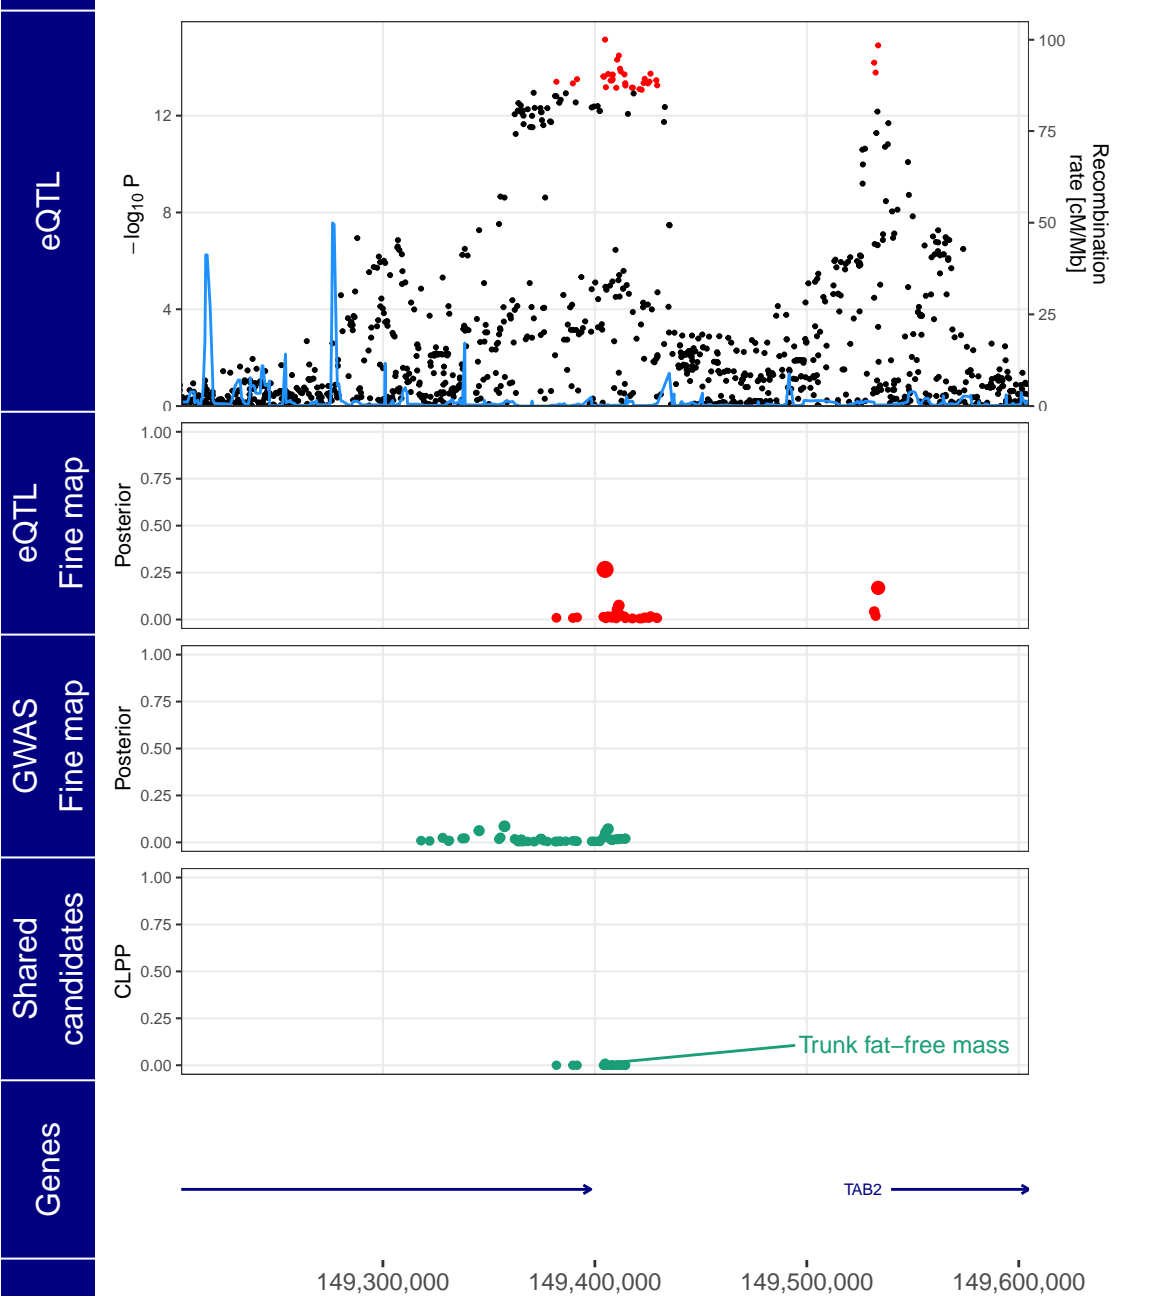 eQTL
−log10 P
12
8
4
0
100
75
50
25
0
Recombination
rate [cM/Mb]
eQTL
Fine map
Posterior
1.00
0.75
0.50
0.25
0.00
GWAS
Fine map
Posterior
1.00
0.75
0.50
0.25
0.00
Shared
candidates
CLPP
1.00
0.75
0.50
0.25
0.00
Trunk fat−free mass
Genes
TAB2
149,300,000
149,400,000
149,500,000
149,600,000